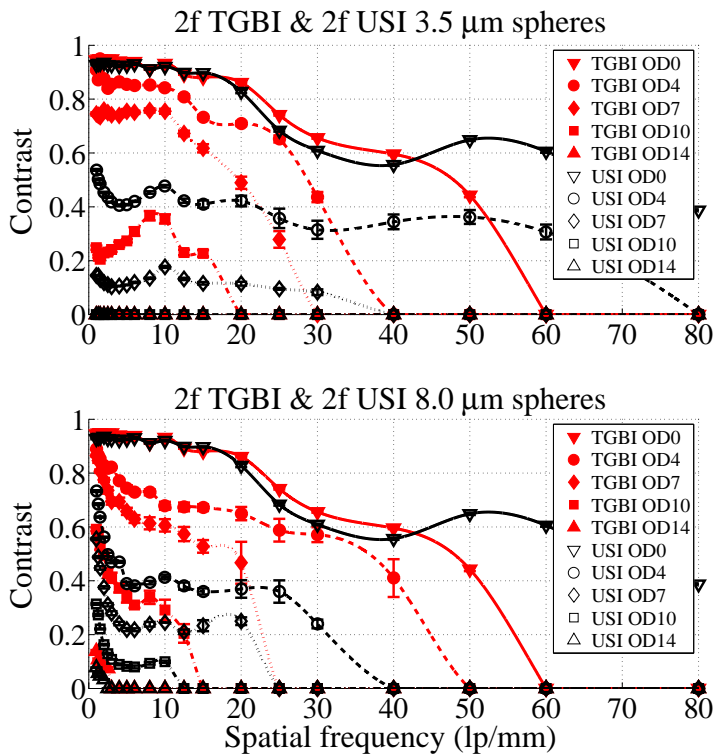 2f TGBI & 2f USI 3.5 µm spheres
Contrast
1
0.8
0.6
0.4
0.2
0
TGBI OD0
TGBI OD4
TGBI OD7
TGBI OD10
TGBI OD14
USI OD0
USI OD4
USI OD7
USI OD10
USI OD14
0 10 20 30 40 50 60 70 80
2f TGBI & 2f USI 8.0 µm spheres
Contrast
1
0.8
0.6
0.4
0.2
0
TGBI OD0
TGBI OD4
TGBI OD7
TGBI OD10
TGBI OD14
USI OD0
USI OD4
USI OD7
USI OD10
USI OD14
0 10 20 30 40 50 60 70 80
Spatial frequency (lp/mm)